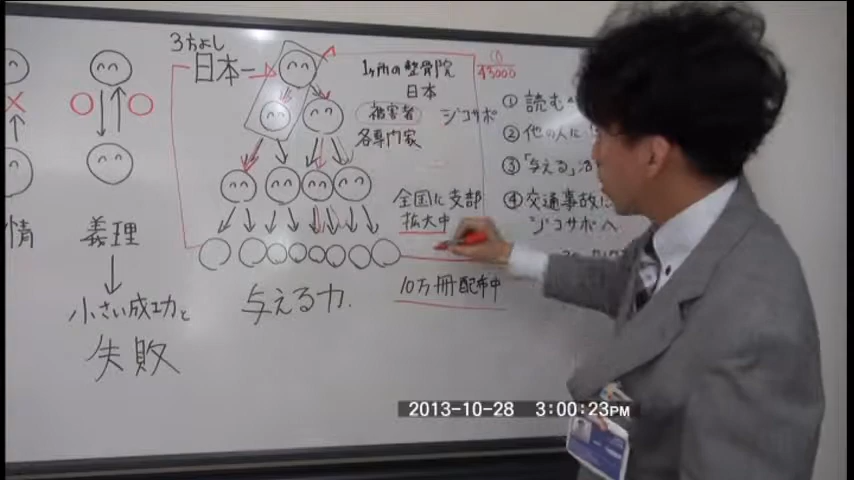 3方よし
日本一
1ヶ所の整骨院
日本
被害者
ジコサポ
各専門家
全国に支部
拡大中
10万冊配布中
与える力.
情
義理
小さい成功と
失敗
① 読む
② 他の人に
③ 「与える」
④ 交通事故に
ジコサポへ
2013-10-28 3:00:23PM